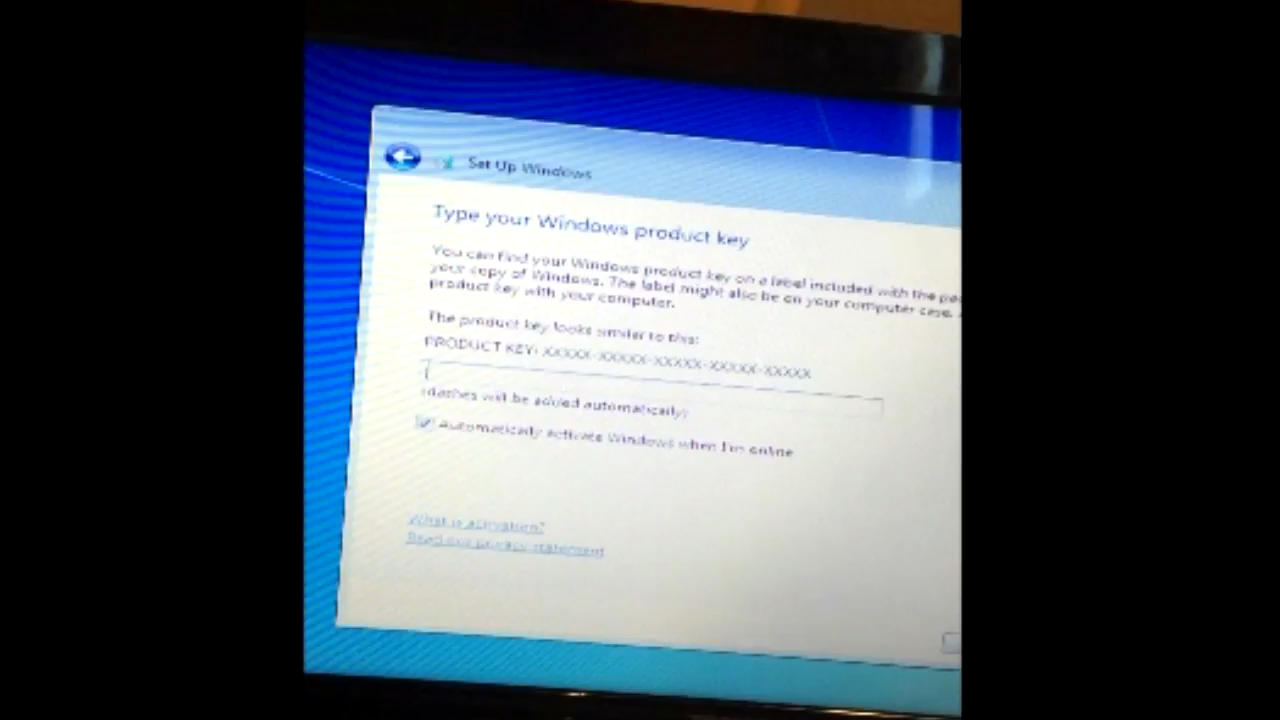 Set Up Windows
Type your Windows product key
You can find your Windows product key on a label included with the
your copy of Windows. The label might also be on your computer case.
product key with your computer.
The product key looks similar to this:
PRODUCT KEY: XXXXX-XXXXX-XXXXX-XXXXX-XXXXX
(dashes will be added automatically)
Automatically activate Windows when I'm online
What is activation?
Read our privacy statement